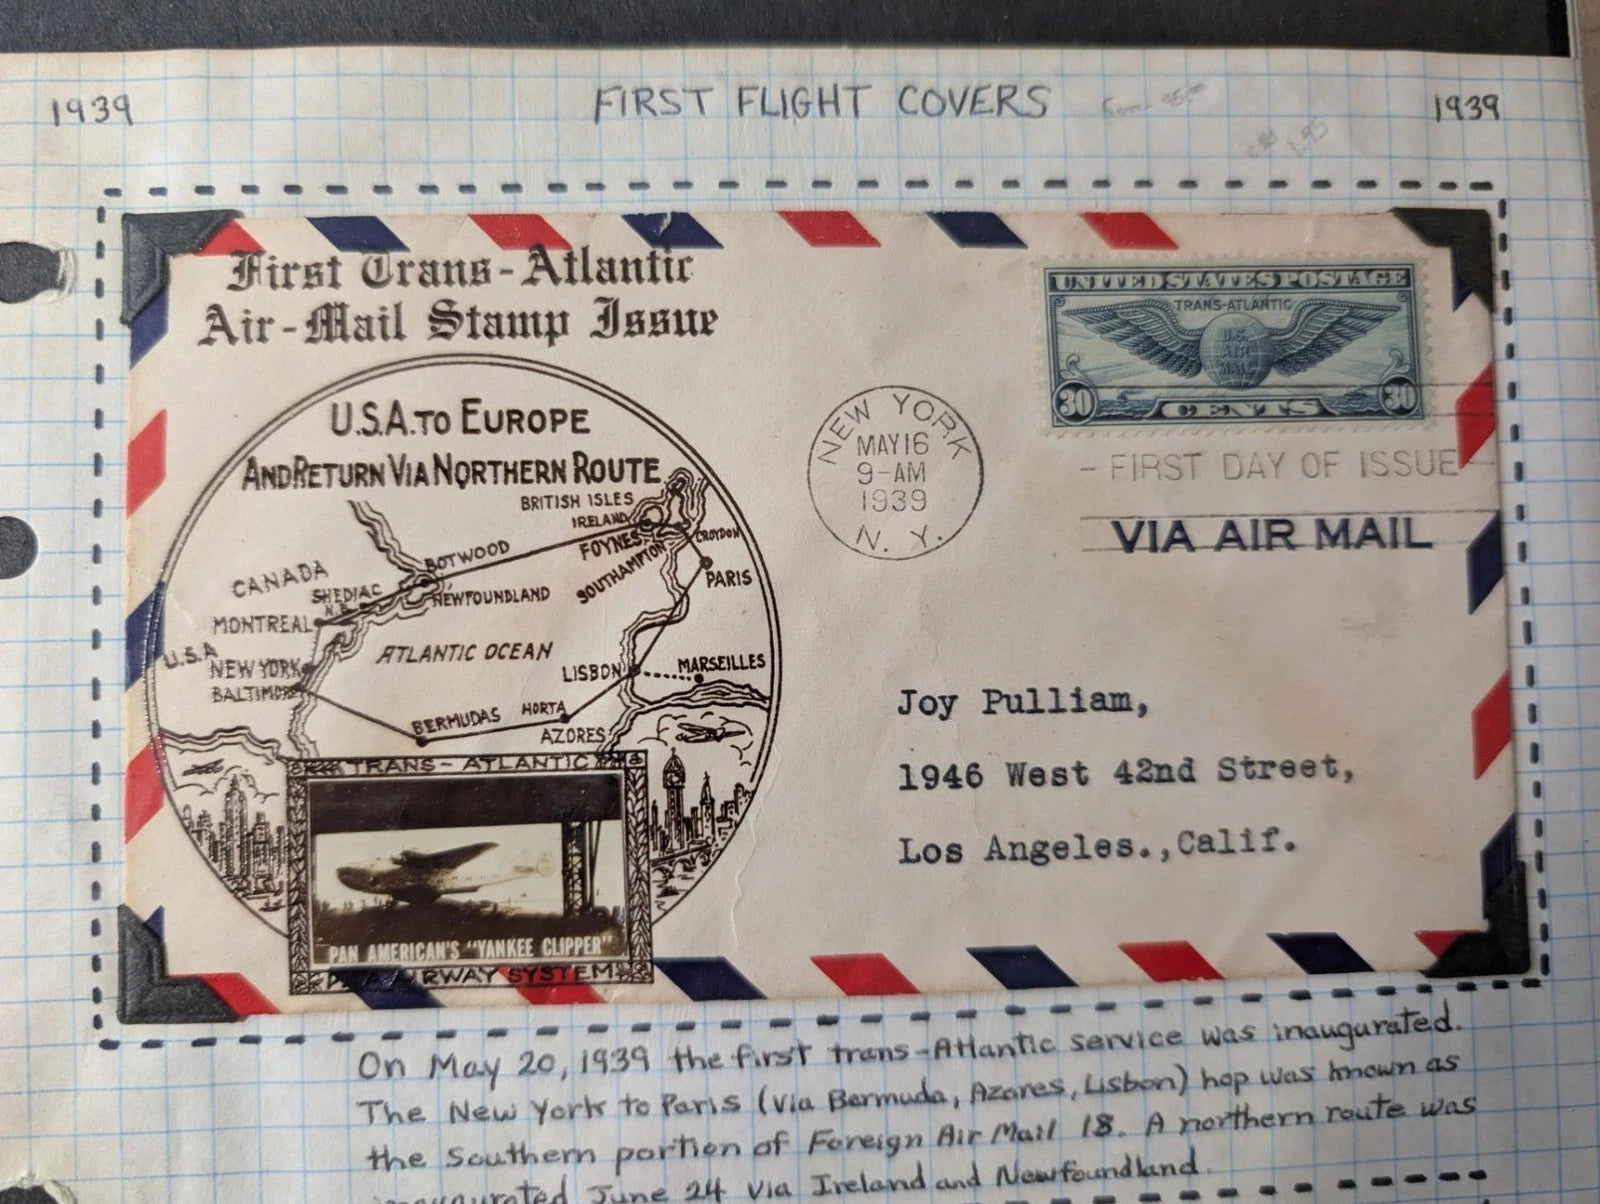 1939 FIRST FLIGHT COVERS 1939
1.95
First Trans-Atlantic
Air-Mail Stamp Issue
U.S.A. TO EUROPE
AND RETURN VIA NORTHERN ROUTE
BRITISH ISLES
IRELAND
FOYNES
CROYDON
SOUTHAMPTON
PARIS
BOTWOOD
CANADA
SHEDIAC
N.B.
NEWFOUNDLAND
MONTREAL
U.S.A
NEW YORK
BALTIMORE
ATLANTIC OCEAN
LISBON
MARSEILLES
BERMUDAS
HORTA
AZORES
TRANS-ATLANTIC
PAN AMERICAN'S "YANKEE CLIPPER"
AIRWAY SYSTEM
NEW YORK
MAY 16
9-AM
1939
N. Y.
UNITED STATES POSTAGE
TRANS-ATLANTIC
U.S.
AIR
MAIL
30 CENTS 30
- FIRST DAY OF ISSUE -
VIA AIR MAIL
Joy Pulliam,
1946 West 42nd Street,
Los Angeles.,Calif.
On May 20, 1939 the first trans-Atlantic service was inaugurated.
The New York to Paris (via Bermuda, Azores, Lisbon) hop was known as
the southern portion of Foreign Air Mail 18. A northern route was
inaugurated June 24 via Ireland and Newfoundland.